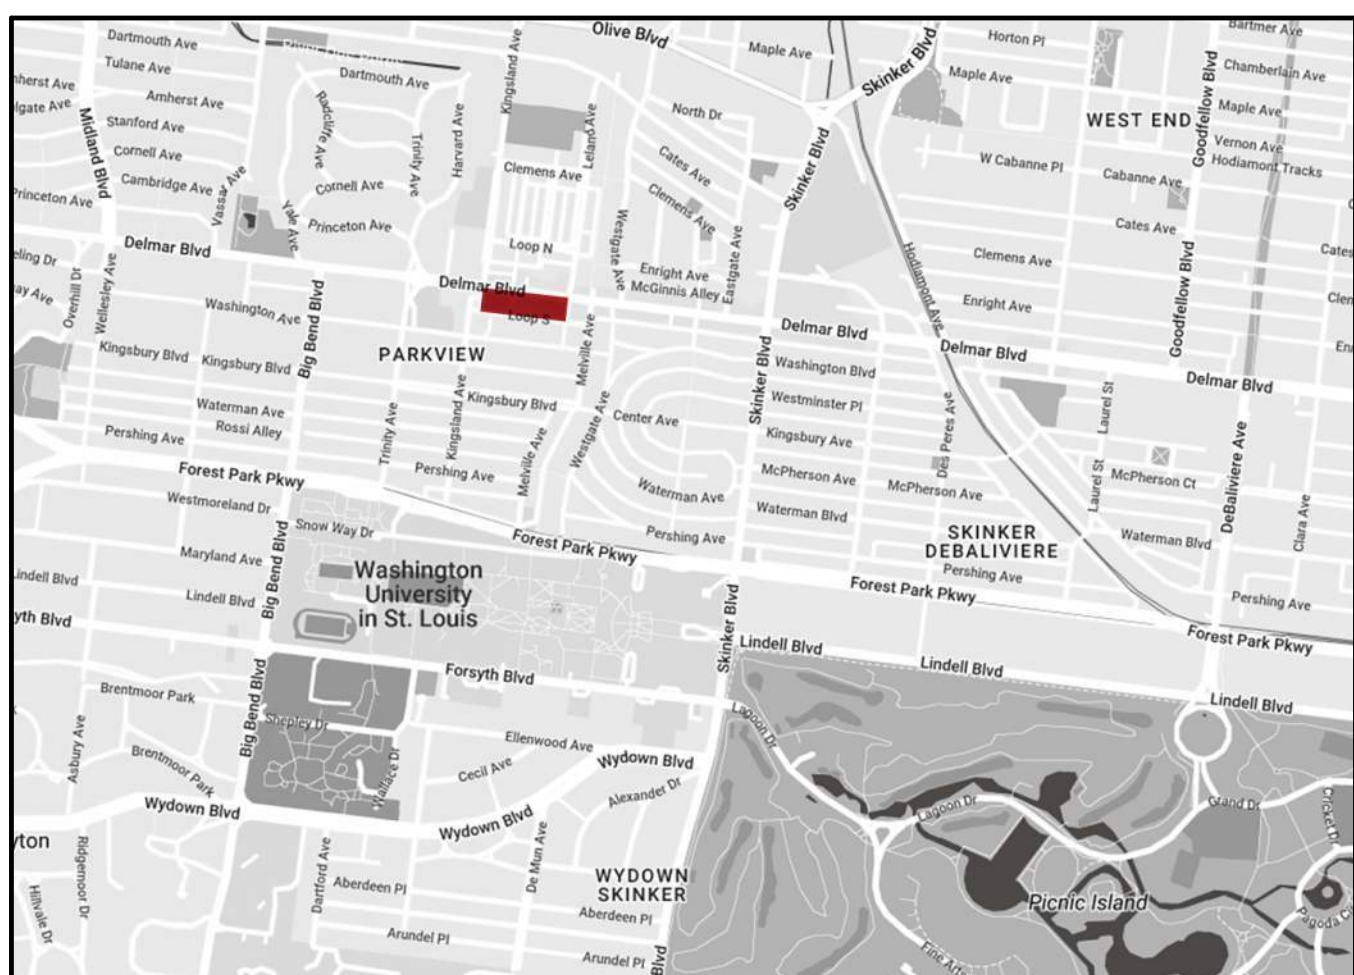 Dartmouth Ave
Tulane Ave
Amherst Ave
Stanford Ave
Cornell Ave
Cambridge Ave
Princeton Ave
Midland Blvd
Vassar Ave
Dartmouth Ave
Radcliffe Ave
Trinity Ave
Harvard Ave
Cornell Ave
Yale Ave
Princeton Ave
Kingsland Ave
Olive Blvd
Maple Ave
Skinker Blvd
Horton Pl
Maple Ave
Bartmer Ave
Chamberlain Ave
Maple Ave
Goodfellow Blvd
WEST END
Vernon Ave
Hodiamont Tracks
North Dr
Leland Ave
Clemens Ave
Cates Ave
Clemens Ave
Skinker Blvd
W Cabanne Pl
Cabanne Ave
Cates Ave
Cates
Clemens Ave
Enright Ave
Hodiamont Ave
Goodfellow Blvd
Loop N
Westgate Ave
Enright Ave
McGinnis Alley
Eastgate Ave
Delmar Blvd
Delmar Blvd
Loop S
Delmar Blvd
Delmar Blvd
Delmar Blvd
Overhill Dr
Wellesley Ave
Washington Ave
Big Bend Blvd
Kingsbury Blvd
Kingsbury Blvd
PARKVIEW
Melville Ave
Skinker Blvd
Washington Blvd
Westminster Pl
Kingsbury Ave
McPherson Ave
McPherson Ave
Waterman Blvd
Des Peres Ave
Laurel St
Laurel St
McPherson Ct
DeBaliviere Ave
Clara Ave
Waterman Ave
Rossi Alley
Pershing Ave
Trinity Ave
Kingsland Ave
Kingsbury Blvd
Center Ave
Westgate Ave
Melville Ave
Pershing Ave
Waterman Ave
Pershing Ave
Forest Park Pkwy
Westmoreland Dr
Snow Way Dr
Forest Park Pkwy
SKINKER
DEBALIVIERE
Waterman Blvd
Pershing Ave
Forest Park Pkwy
Pershing Ave
Forest Park Pkwy
Maryland Ave
Lindell Blvd
Lindell Blvd
Big Bend Blvd
Washington
University
in St. Louis
Skinker Blvd
Lindell Blvd
Lindell Blvd
Lindell Blvd
yth Blvd
Forsyth Blvd
Brentmoor Park
Big Bend Blvd
Shepley Dr
Asbury Ave
Brentmoor Park
Wallace Dr
Ellenwood Ave
Cecil Ave
Wydown Blvd
Alexander Dr
Lagoon Dr
Lagoon Dr
Grand Dr
Cricket Dr
Wydown Blvd
Wydown Blvd
yton
Ridgemoor Dr
Hillvale Dr
Dartford Ave
De Mun Ave
Aberdeen Pl
Arundel Pl
WYDOWN
SKINKER
Aberdeen Pl
Arundel Pl
Blvd
Picnic Island
Pagoda Ci
Fine Arts